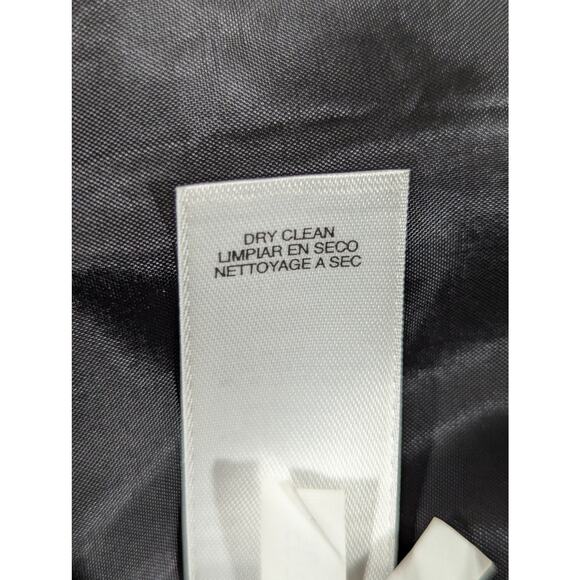 DRY CLEAN
LIMPIAR EN SECO
NETTOYAGE A SEC